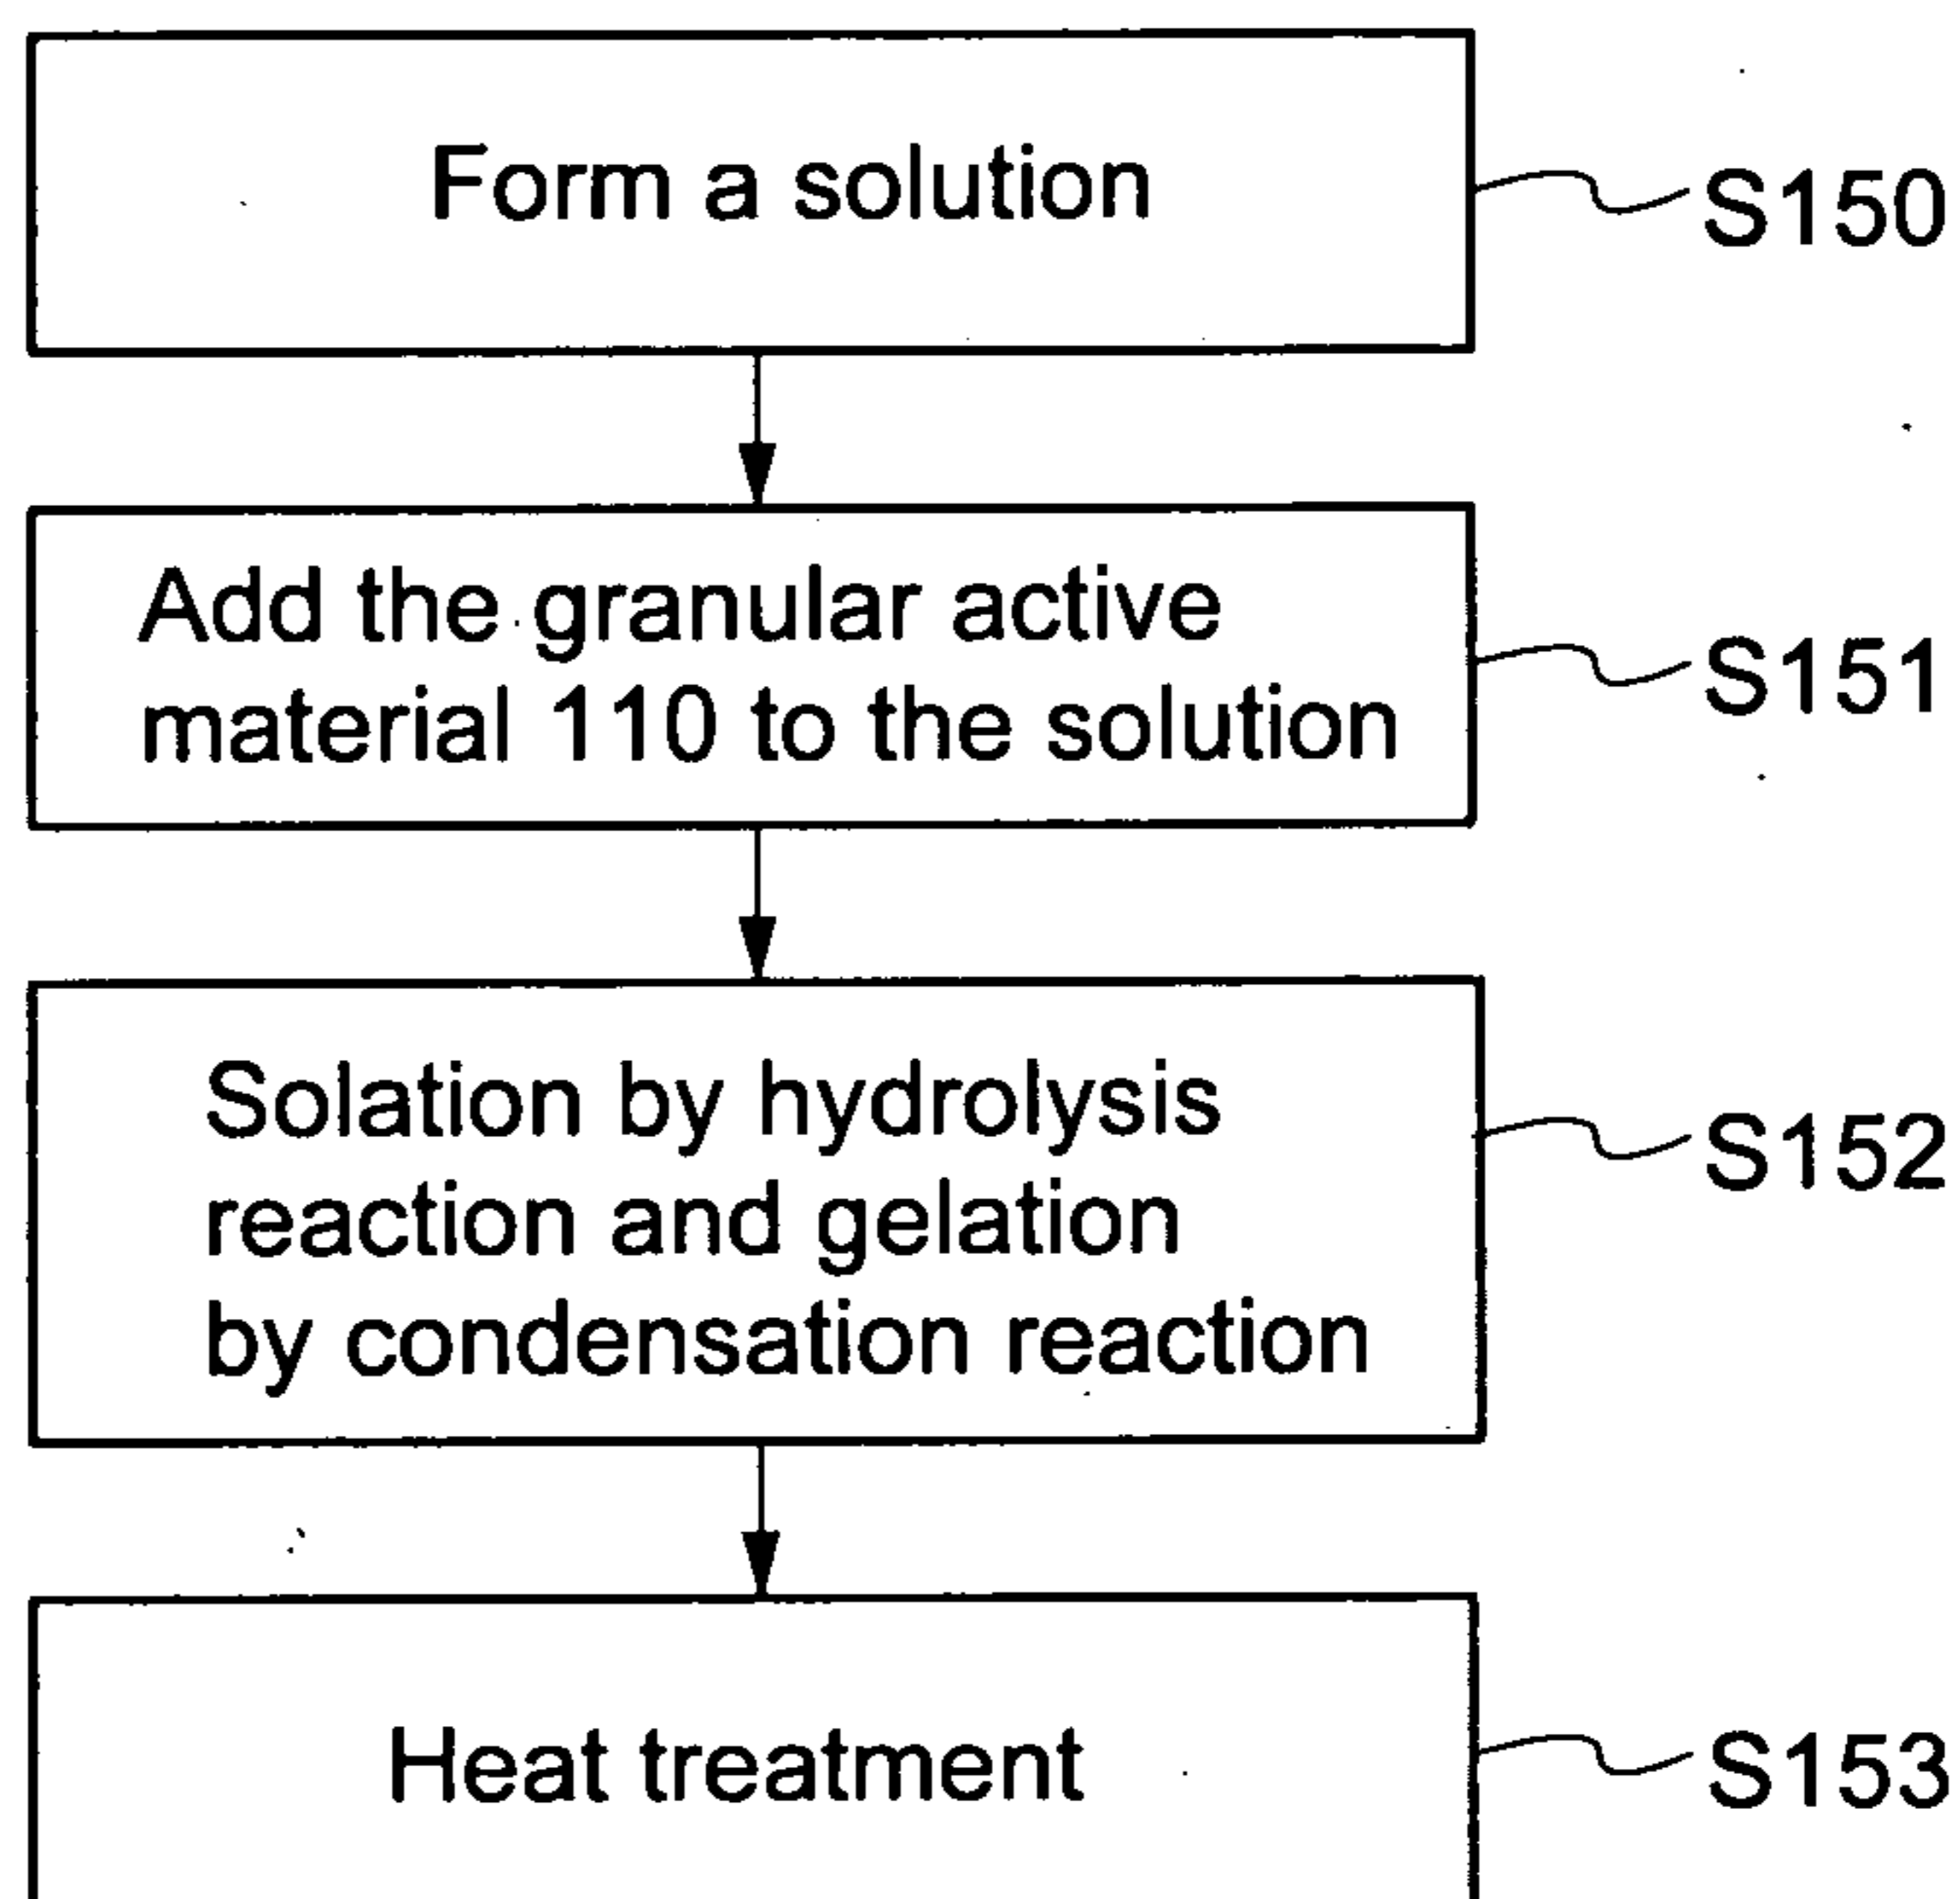 Form a solution
S150
Add the granular active
material 110 to the solution
S151
Solation by hydrolysis
reaction and gelation
by condensation reaction
S152
Heat treatment
S153